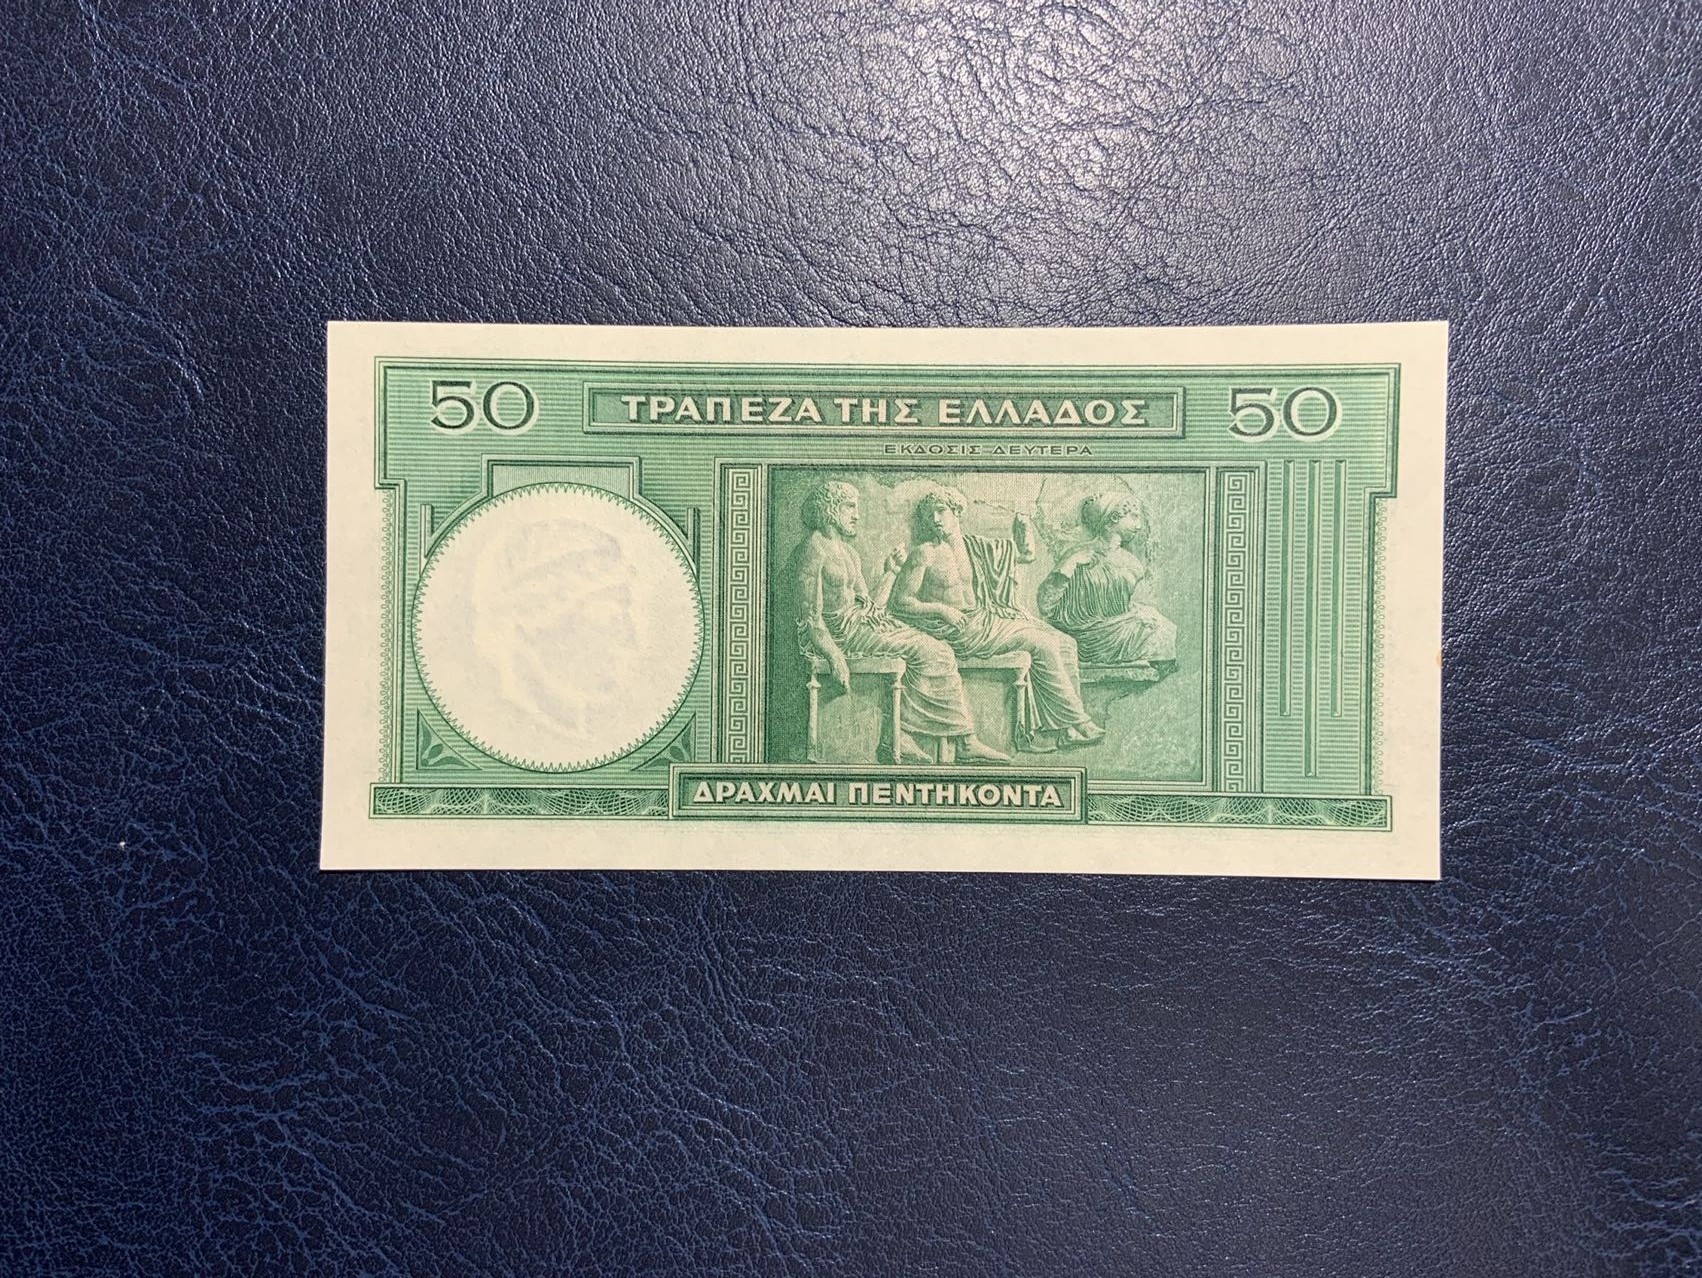 50 ΤΡΑΠΕΖΑ ΤΗΣ ΕΛΛΑΔΟΣ 50
ΕΚΔΟΣΙΣ ΔΕΥΤΕΡΑ
ΔΡΑΧΜΑΙ ΠΕΝΤΗΚΟΝΤΑ